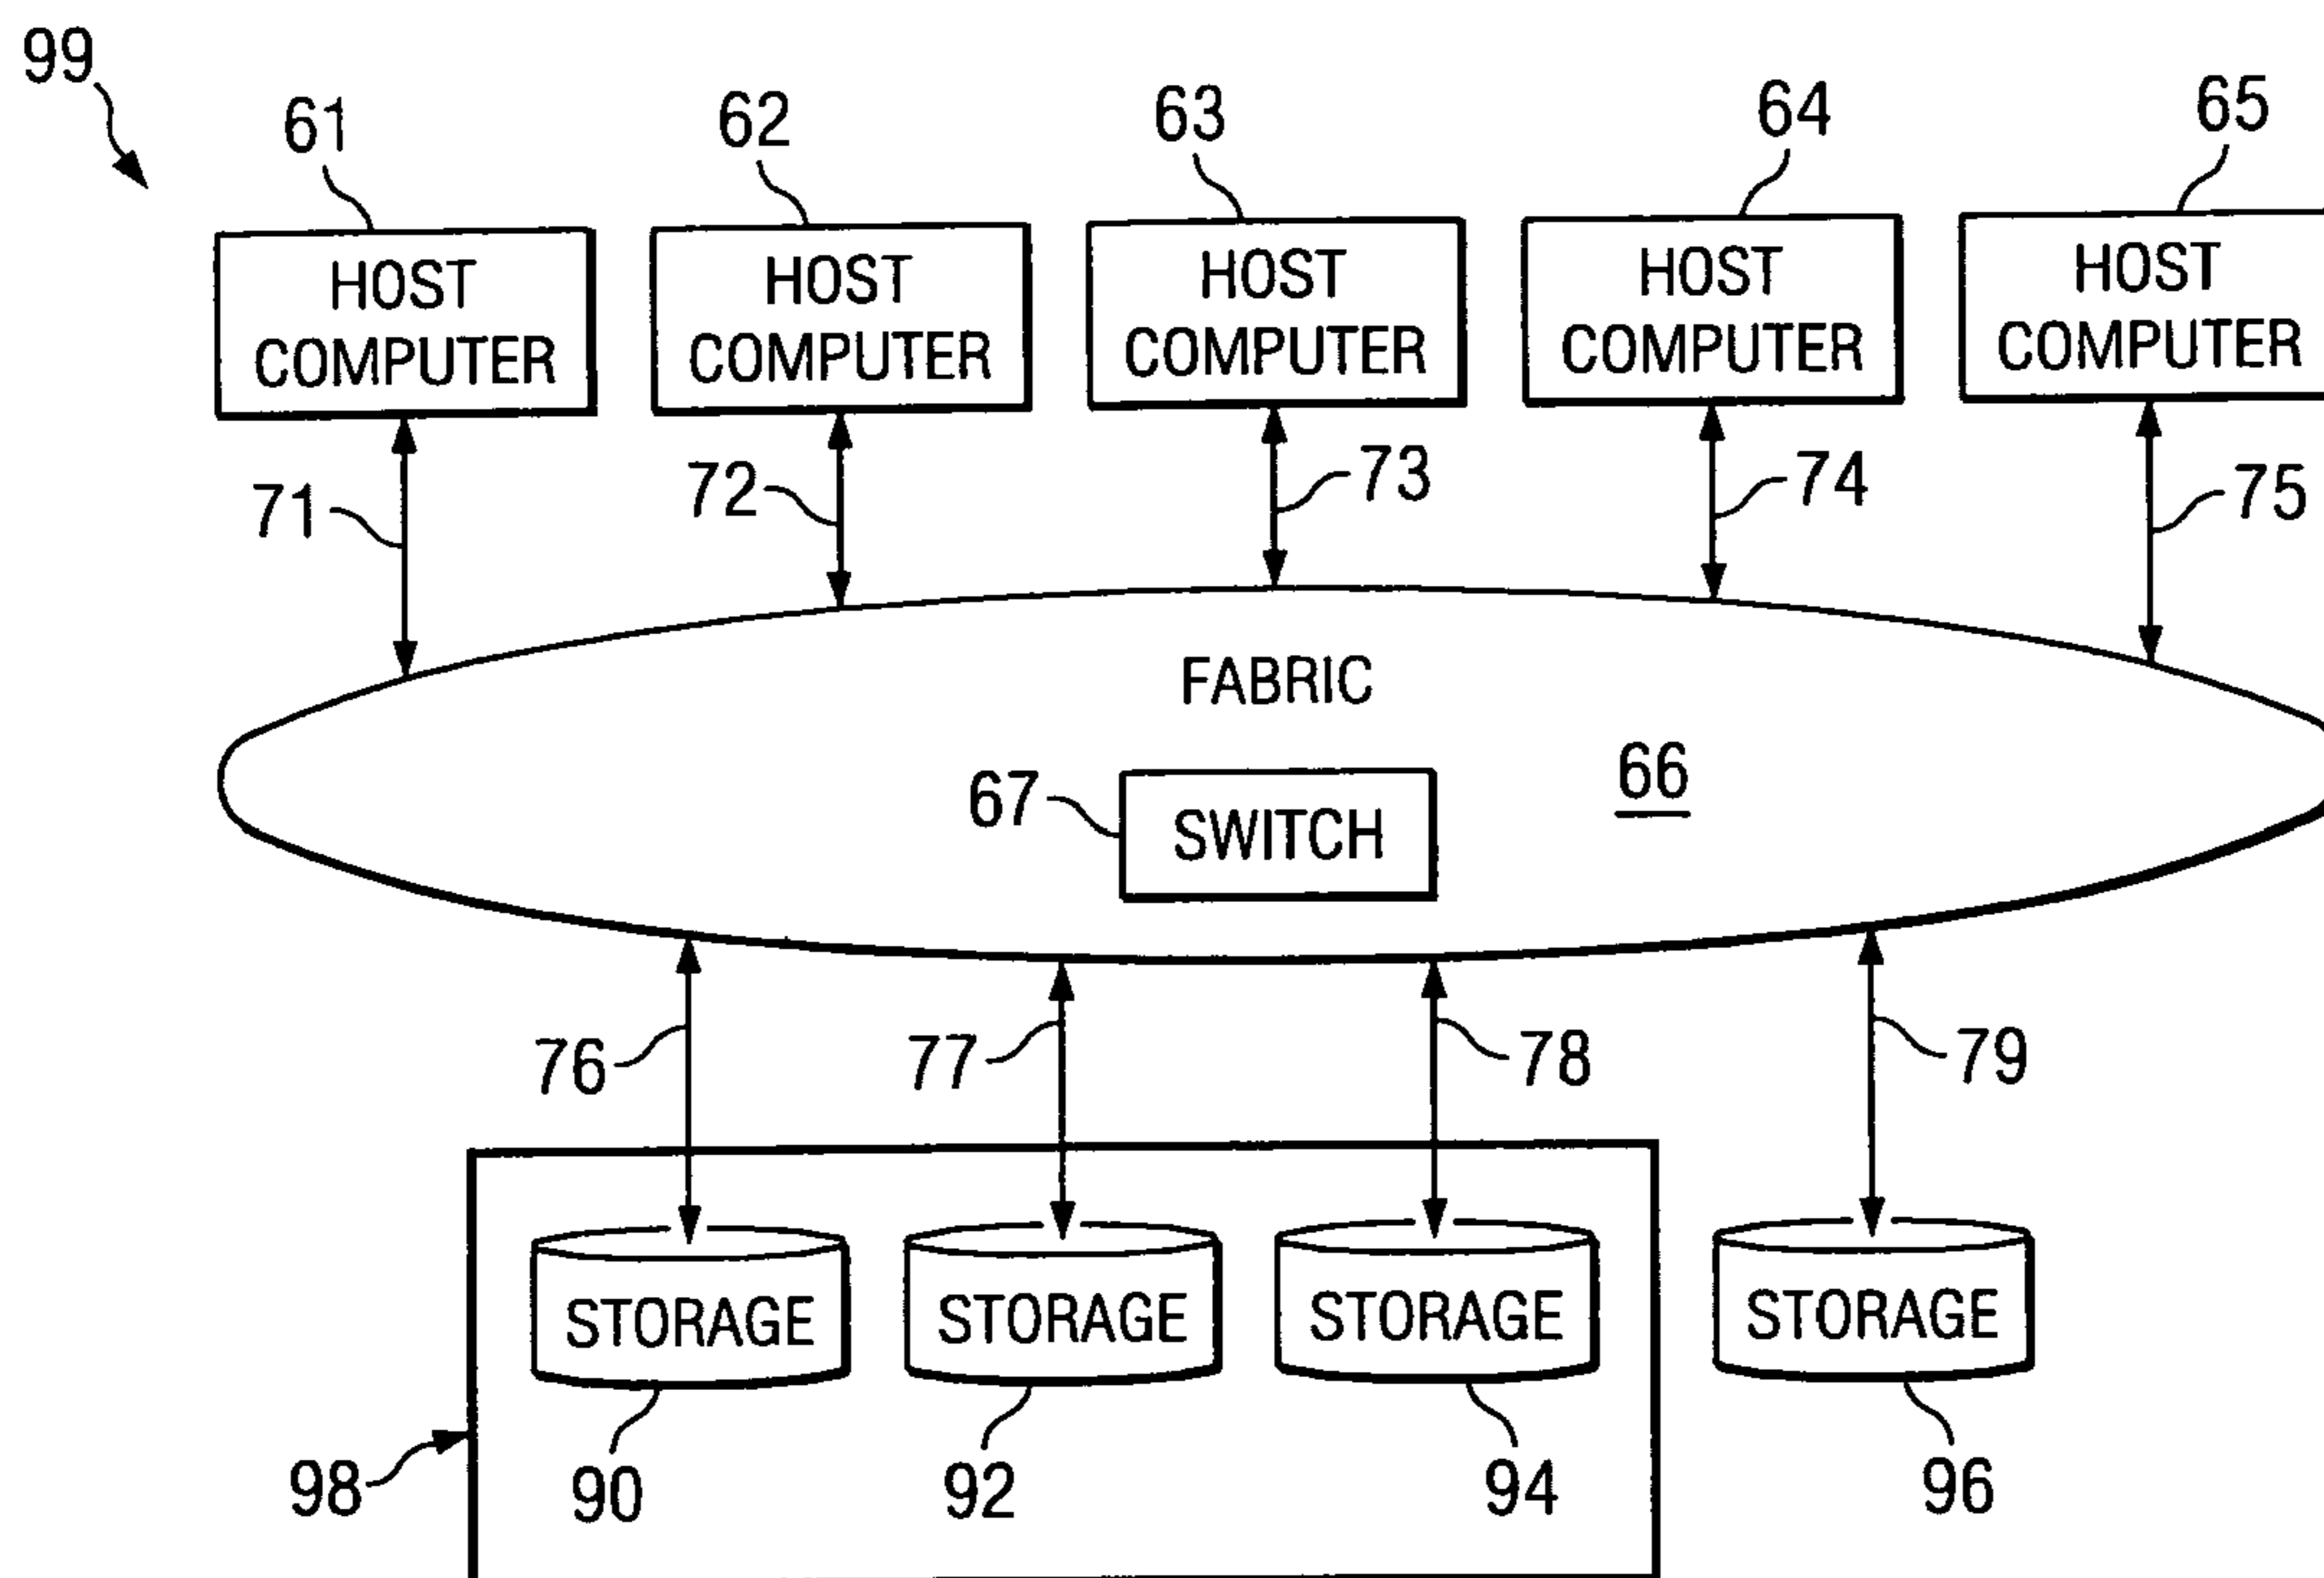 99
61
62
63
64
65
HOST
COMPUTER
HOST
COMPUTER
HOST
COMPUTER
HOST
COMPUTER
HOST
COMPUTER
71
72
73
74
75
FABRIC
66
67
SWITCH
76
77
78
79
STORAGE
STORAGE
STORAGE
STORAGE
98
90
92
94
96